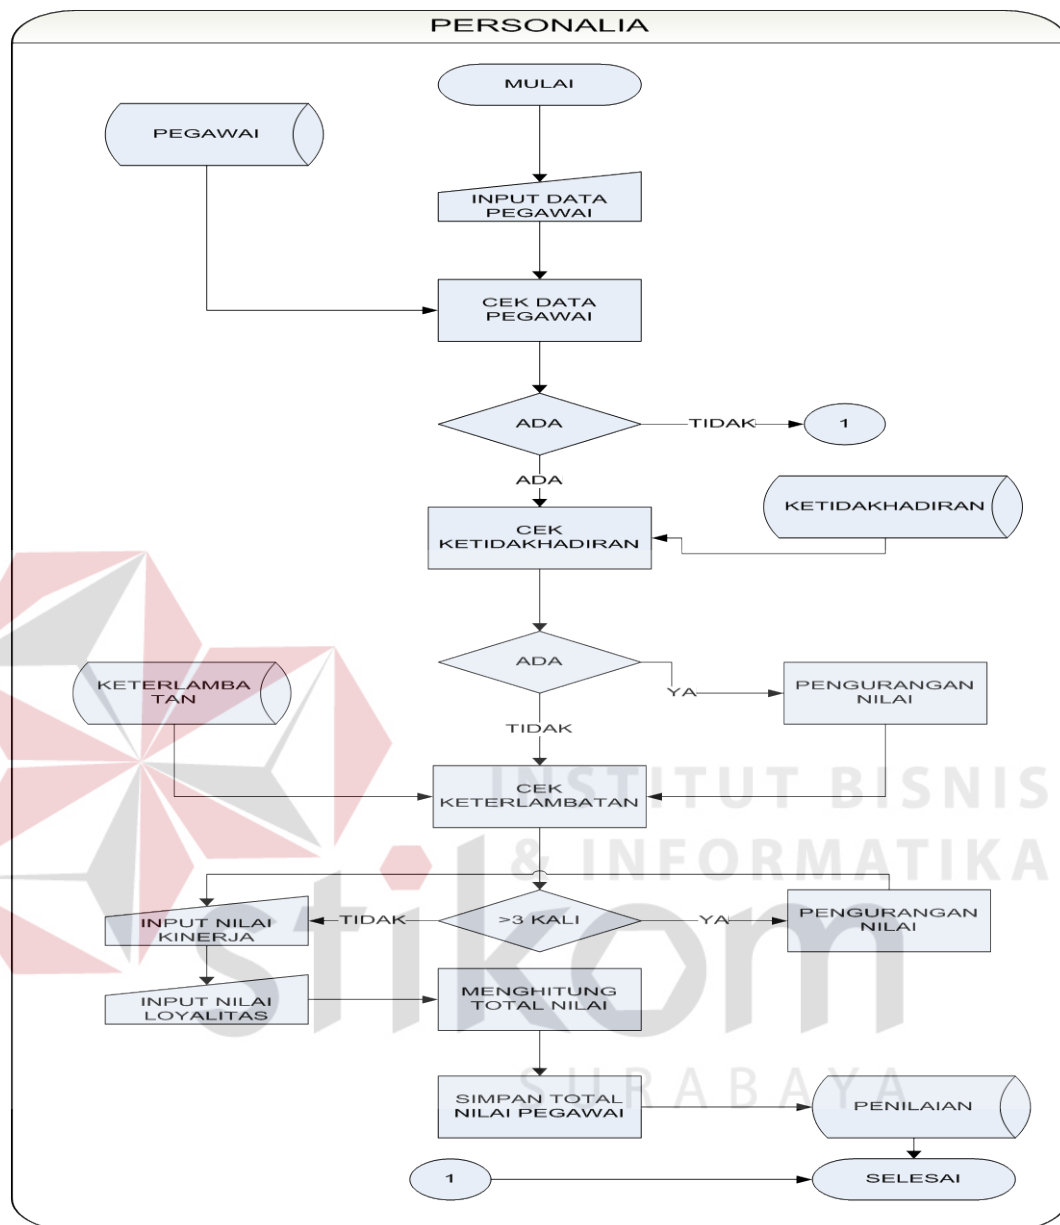 PERSONALIA
MULAI
PEGAWAI
INPUT DATA
PEGAWAI
CEK DATA
PEGAWAI
ADA
TIDAK
1
ADA
KETIDAKHADIRAN
CEK
KETIDAKHADIRAN
ADA
YA
PENGURANGAN
NILAI
KETERLAMBA
TAN
TIDAK
CEK
KETERLAMBATAN
INSTITUT BISNIS
& INFORMATIKA
stikom
SURABAYA
INPUT NILAI
KINERJA
TIDAK
>3 KALI
YA
PENGURANGAN
NILAI
INPUT NILAI
LOYALITAS
MENGHITUNG
TOTAL NILAI
SIMPAN TOTAL
NILAI PEGAWAI
PENILAIAN
1
SELESAI